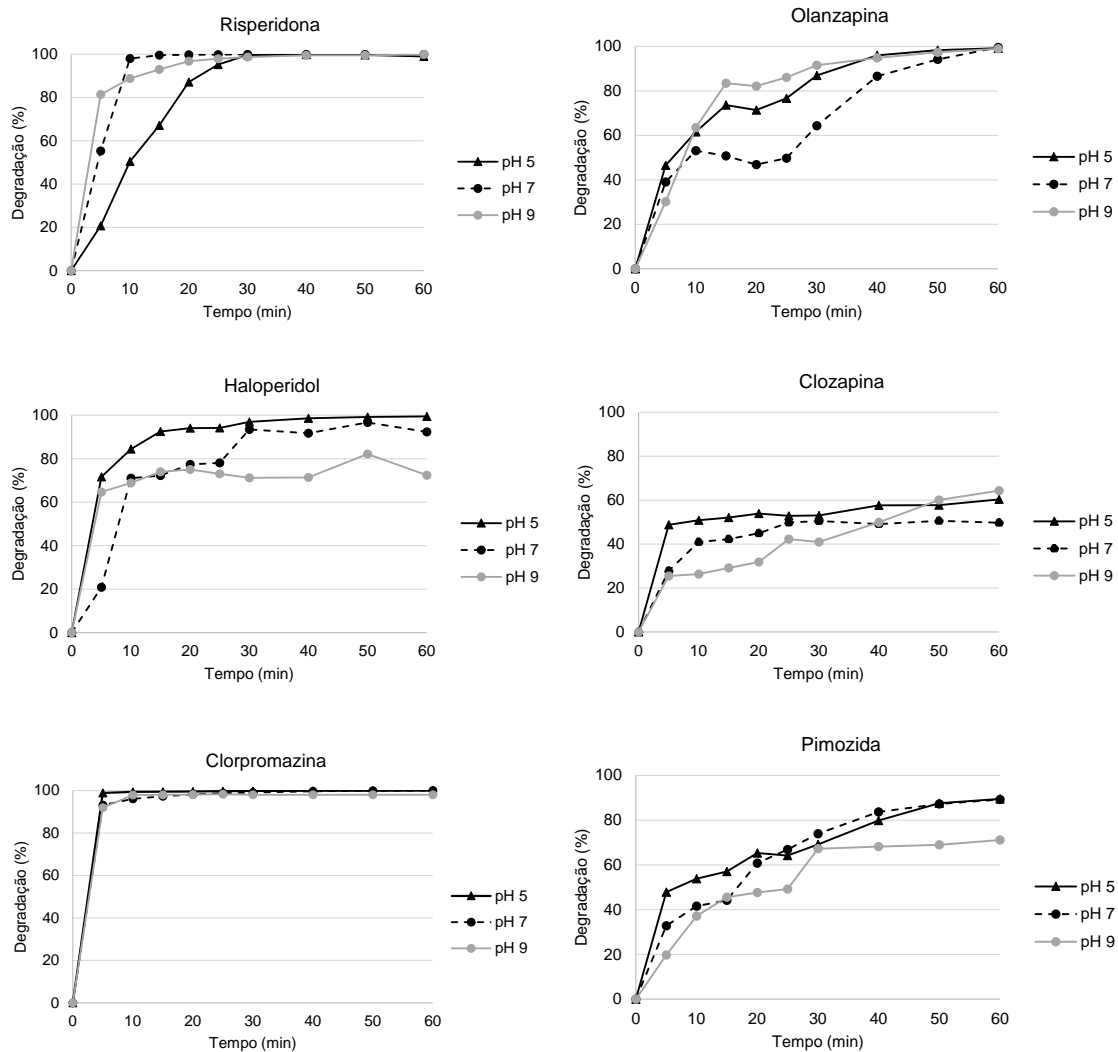 Risperidona
Degradação (%)
100
80
60
40
20
0
0 10 20 30 40 50 60
Tempo (min)
pH 5
pH 7
pH 9
Olanzapina
Degradação (%)
100
80
60
40
20
0
0 10 20 30 40 50 60
Tempo (min)
pH 5
pH 7
pH 9
Haloperidol
Degradação (%)
100
80
60
40
20
0
0 10 20 30 40 50 60
Tempo (min)
pH 5
pH 7
pH 9
Clozapina
Degradação (%)
100
80
60
40
20
0
0 10 20 30 40 50 60
Tempo (min)
pH 5
pH 7
pH 9
Clorpromazina
Degradação (%)
100
80
60
40
20
0
0 10 20 30 40 50 60
Tempo (min)
pH 5
pH 7
pH 9
Pimozida
Degradação (%)
100
80
60
40
20
0
0 10 20 30 40 50 60
Tempo (min)
pH 5
pH 7
pH 9